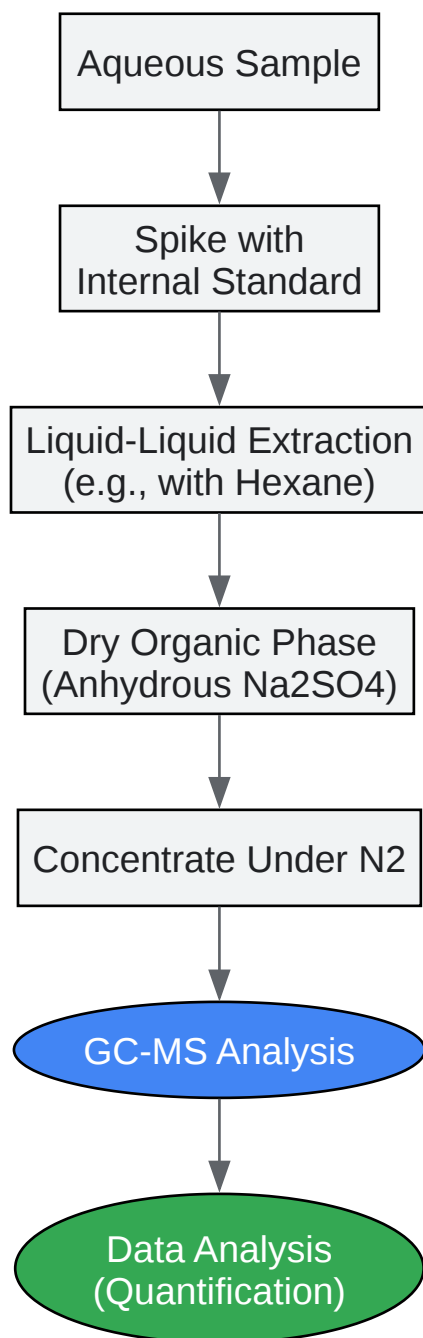 Aqueous Sample
Spike with
Internal Standard
Liquid-Liquid Extraction
(e.g., with Hexane)
Dry Organic Phase
(Anhydrous Na2SO4)
Concentrate Under N2
GC-MS Analysis
Data Analysis
(Quantification)